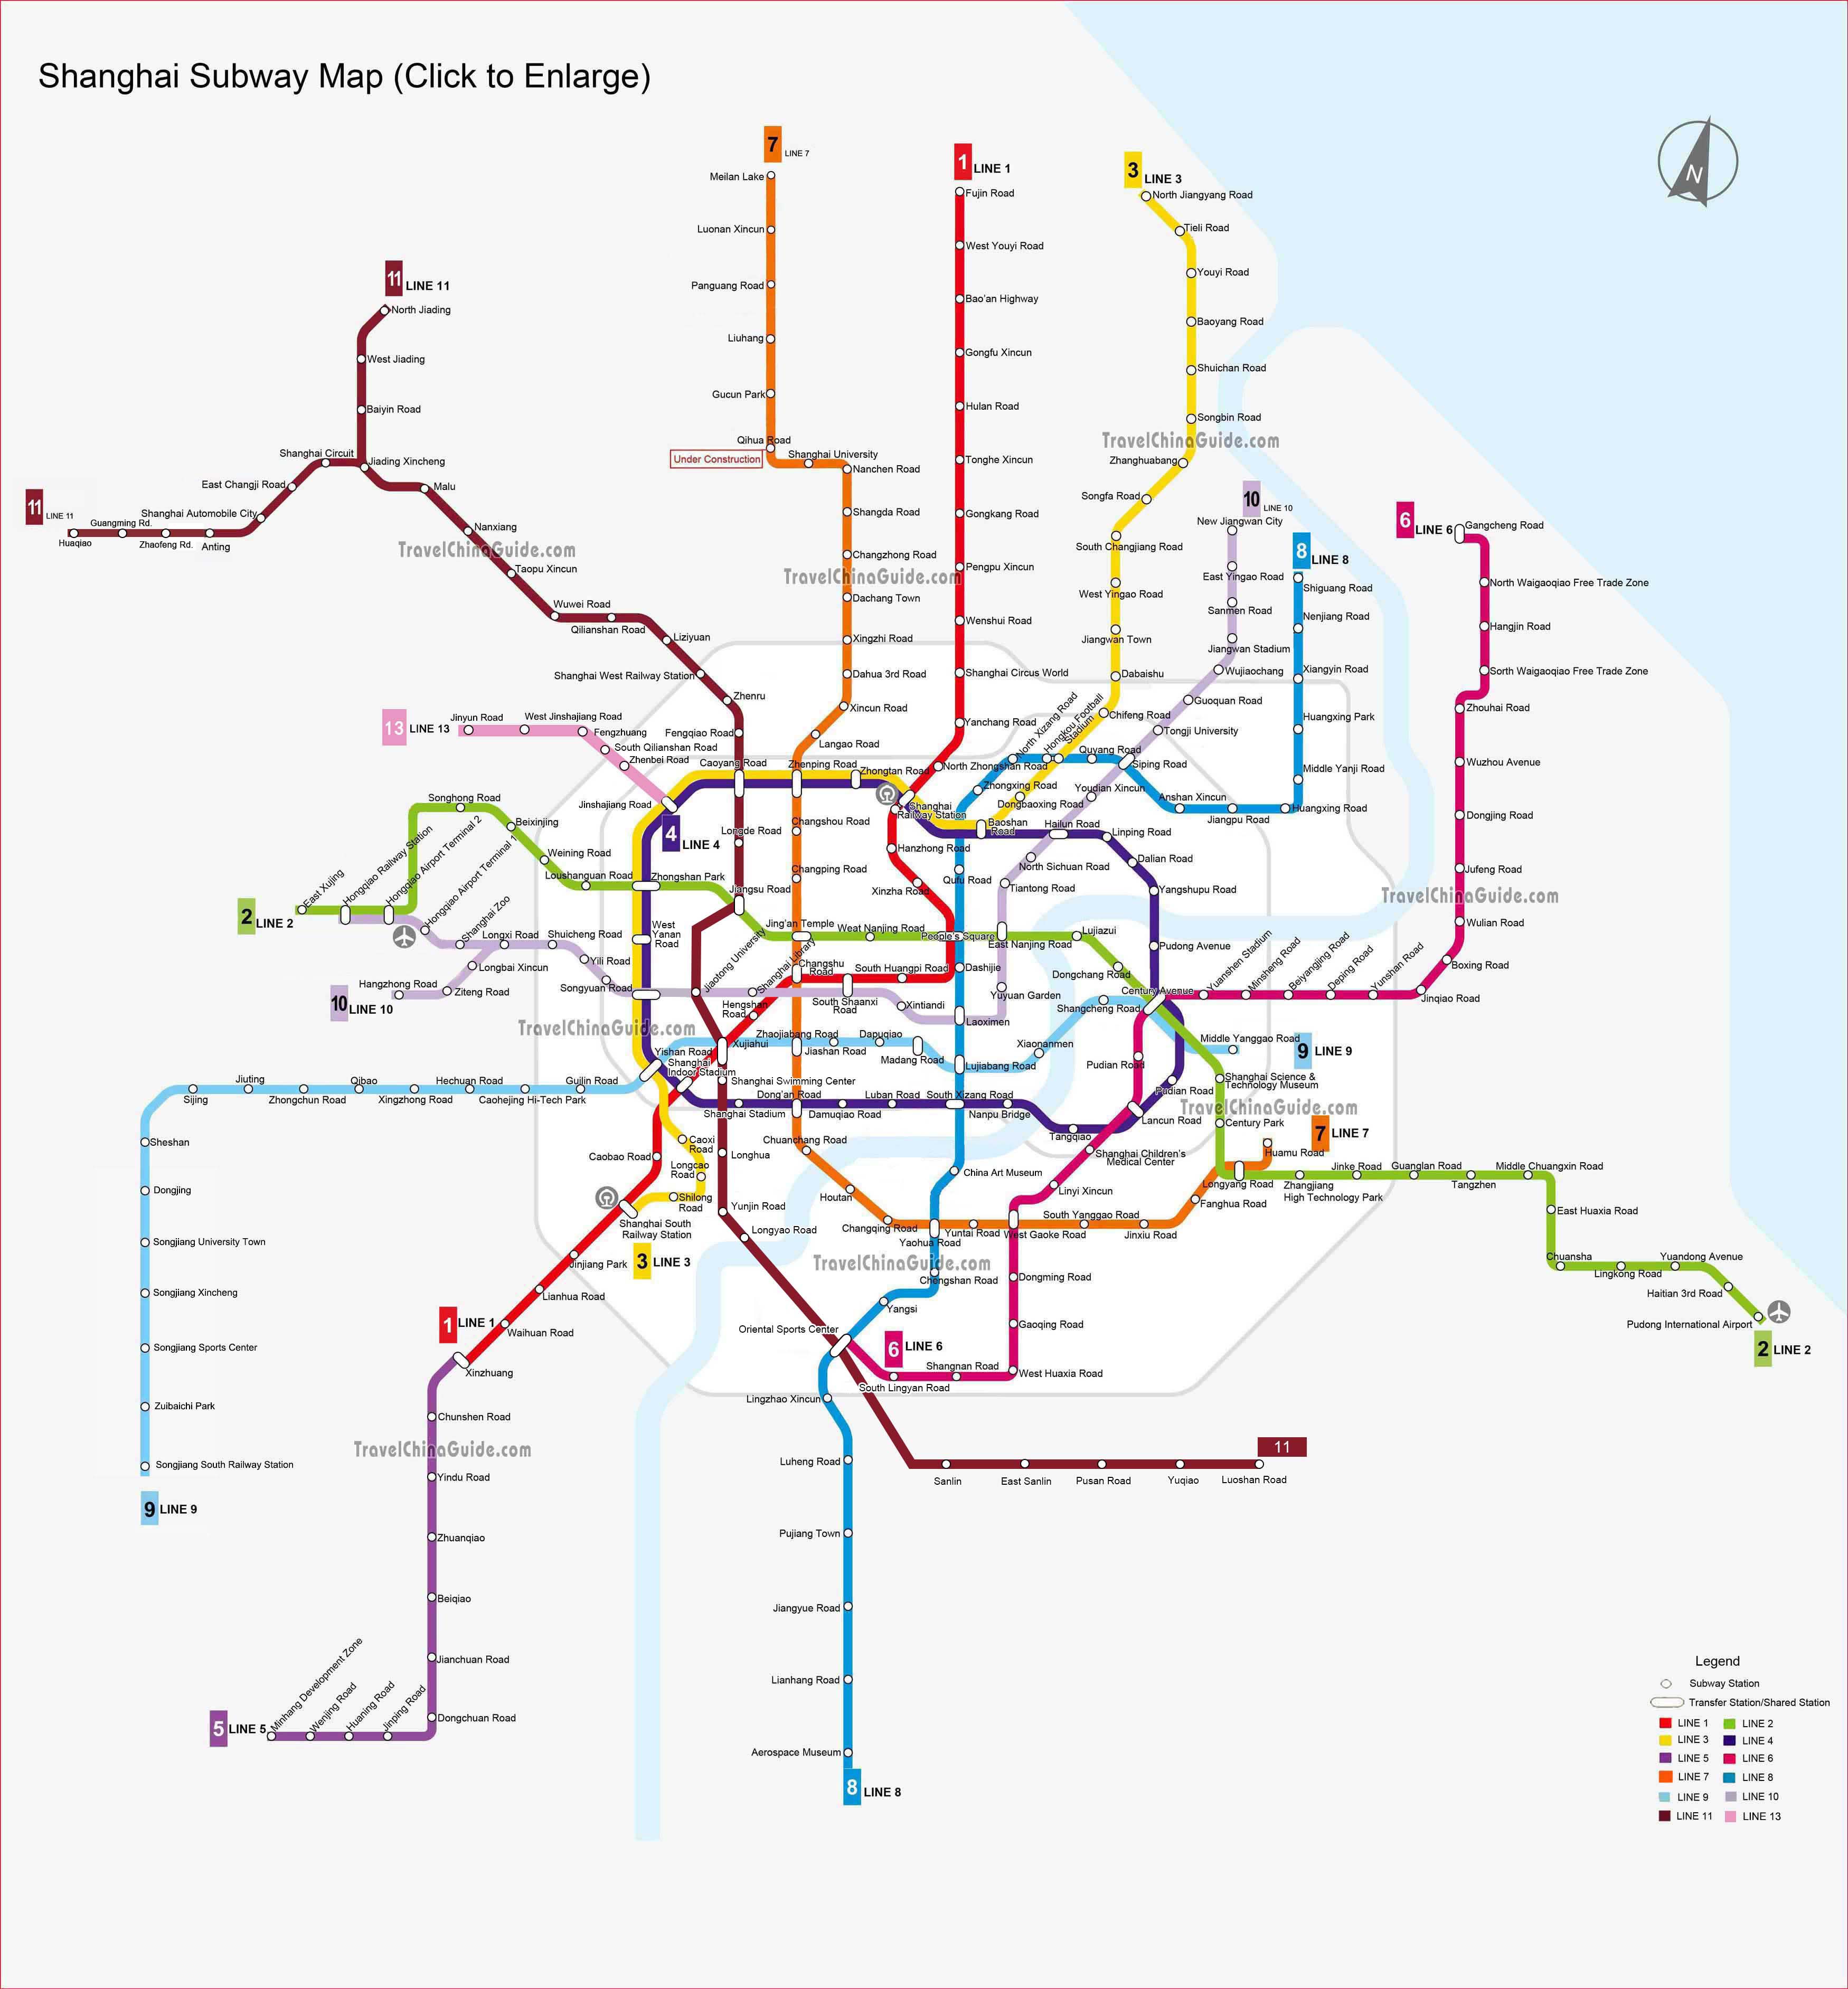 Shanghai Subway Map (Click to Enlarge)
N
7 LINE 7
Meilan Lake
Luonan Xincun
Panguang Road
Liuhang
Gucun Park
Qihua Road
Under Construction
Shanghai University
Nanchen Road
Shangda Road
Changzhong Road
TravelChinaGuide.com
Dachang Town
Xingzhi Road
Dahua 3rd Road
Xincun Road
Langao Road
Zhenping Road
1 LINE 1
Fujin Road
West Youyi Road
Bao'an Highway
Gongfu Xincun
Hulan Road
Tonghe Xincun
Gongkang Road
Pengpu Xincun
Wenshui Road
Shanghai Circus World
Yanchang Road
North Zhongshan Road
3 LINE 3
North Jiangyang Road
Tieli Road
Youyi Road
Baoyang Road
Shuichan Road
Songbin Road
TravelChinaGuide.com
Zhanghuabang
Songfa Road
South Changjiang Road
West Yingao Road
Jiangwan Town
Dabaishu
Chifeng Road
Hongkou Football
Stadium
North Xizang Road
11 LINE 11
North Jiading
West Jiading
Baiyin Road
Shanghai Circuit
Jiading Xincheng
East Changji Road
Malu
Shanghai Automobile City
11 LINE 11
Guangming Rd.
Huaqiao
Zhaofeng Rd.
Anting
Nanxiang
TravelChinaGuide.com
Taopu Xincun
Wuwei Road
Qilianshan Road
Liziyuan
Shanghai West Railway Station
Zhenru
Fengqiao Road
Caoyang Road
10 LINE 10
New Jiangwan City
East Yingao Road
Sanmen Road
Jiangwan Stadium
Wujiaochang
Guoquan Road
Tongji University
Quyang Road
Siping Road
Youdian Xincun
8 LINE 8
Shiguang Road
Nenjiang Road
Xiangyin Road
Huangxing Park
Middle Yanji Road
Huangxing Road
Anshan Xincun
Jiangpu Road
6 LINE 6
Gangcheng Road
North Waigaoqiao Free Trade Zone
Hangjin Road
Sorth Waigaoqiao Free Trade Zone
Zhouhai Road
Wuzhou Avenue
Dongjing Road
Jufeng Road
TravelChinaGuide.com
Wulian Road
Boxing Road
Jinqiao Road
Yunshan Road
Deping Road
Beiyangjing Road
Minsheng Road
Yuanshen Stadium
13 LINE 13
Jinyun Road
West Jinshajiang Road
Fengzhuang
South Qilianshan Road
Zhenbei Road
Jinshajiang Road
4 LINE 4
Zhongtan Road
Shanghai
Railway Station
Zhongxing Road
Dongbaoxing Road
Baoshan
Road
Hailun Road
Linping Road
Dalian Road
Yangshupu Road
Pudong Avenue
North Sichuan Road
Tiantong Road
Qufu Road
Hanzhong Road
Xinzha Road
Longde Road
Changshou Road
Changping Road
Jiangsu Road
Songhong Road
Beixinjing
Weining Road
Loushanguan Road
Zhongshan Park
2 LINE 2
East Xujing
Hongqiao Railway Station
Hongqiao Airport Terminal 2
Hongqiao Airport Terminal 1
Shanghai Zoo
Longxi Road
Shuicheng Road
Yili Road
Songyuan Road
Longbai Xincun
Ziteng Road
Hangzhong Road
10 LINE 10
West
Yanan
Road
Jing'an Temple
Weat Nanjing Road
People's Square
East Nanjing Road
Lujiazui
Dongchang Road
Century Avenue
Jiaotong University
Shanghai Library
Changshu
Road
South Huangpi Road
Dashijie
Hengshan
Road
South Shaanxi
Road
Xintiandi
Laoximen
Yuyuan Garden
Shangcheng Road
TravelChinaGuide.com
Yishan Road
Shanghai
Indoor Stadium
Xujiahui
Zhaojiabang Road
Jiashan Road
Dapuqiao
Madang Road
Lujiabang Road
Xiaonanmen
Middle Yanggao Road
9 LINE 9
Pudian Road
Shanghai Science &
Technology Museum
Pudian Road
TravelChinaGuide.com
Century Park
Lancun Road
Shanghai Swimming Center
Dong'an Road
Shanghai Stadium
Damuqiao Road
Luban Road
South Xizang Road
Nanpu Bridge
Tangqiao
Shanghai Children's
Medical Center
Linyi Xincun
Sijing
Jiuting
Zhongchun Road
Qibao
Xingzhong Road
Hechuan Road
Caohejing Hi-Tech Park
Guilin Road
Sheshan
Dongjing
Songjiang University Town
Songjiang Xincheng
Songjiang Sports Center
Zuibaichi Park
Songjiang South Railway Station
9 LINE 9
Caoxi
Road
Longcao
Road
Shilong
Road
Caobao Road
Shanghai South
Railway Station
3 LINE 3
Jinjiang Park
Lianhua Road
1 LINE 1
Waihuan Road
Xinzhuang
Chunshen Road
TravelChinaGuide.com
Yindu Road
Zhuanqiao
Beiqiao
Jianchuan Road
Dongchuan Road
5 LINE 5
Minhang Development Zone
Wenjing Road
Huaning Road
Jinping Road
Longhua
Yunjin Road
Longyao Road
Chuanchang Road
Houtan
Changqing Road
China Art Museum
Yaohua Road
Yuntai Road
West Gaoke Road
South Yanggao Road
Jinxiu Road
Fanghua Road
Longyang Road
Huamu Road
7 LINE 7
Zhangjiang
High Technology Park
Jinke Road
Guanglan Road
Tangzhen
Middle Chuangxin Road
East Huaxia Road
Chuansha
Lingkong Road
Yuandong Avenue
Haitian 3rd Road
Pudong International Airport
2 LINE 2
TravelChinaGuide.com
Chengshan Road
Yangsi
Oriental Sports Center
6 LINE 6
Dongming Road
Gaoqing Road
West Huaxia Road
Shangnan Road
South Lingyan Road
Lingzhao Xincun
Luheng Road
Pujiang Town
Jiangyue Road
Lianhang Road
Aerospace Museum
8 LINE 8
11
Sanlin
East Sanlin
Pusan Road
Yuqiao
Luoshan Road
Legend
Subway Station
Transfer Station/Shared Station
LINE 1 LINE 2
LINE 3 LINE 4
LINE 5 LINE 6
LINE 7 LINE 8
LINE 9 LINE 10
LINE 11 LINE 13